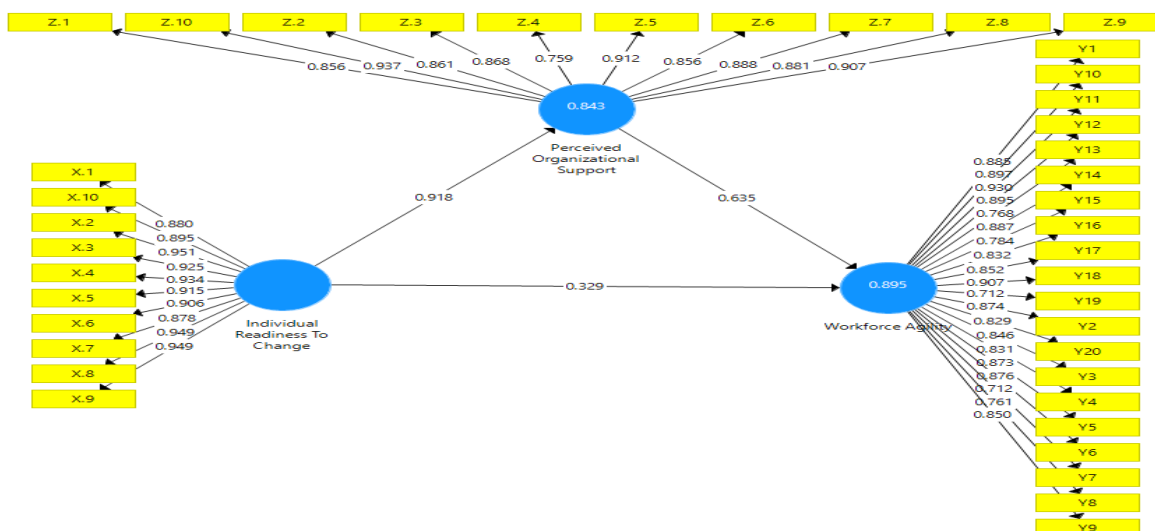 Z.1 Z.10 Z.2 Z.3 Z.4 Z.5 Z.6 Z.7 Z.8 Z.9
0.856 0.937 0.861 0.868 0.759 0.912 0.856 0.888 0.881 0.907
0.843
Perceived
Organizational
Support
X.1
X.10
X.2
X.3
X.4
X.5
X.6
X.7
X.8
X.9
0.880
0.895
0.951
0.925
0.934
0.915
0.906
0.878
0.949
0.949
Individual
Readiness To
Change
0.918
0.635
0.329
0.895
Workforce Agility
0.885
0.897
0.930
0.895
0.768
0.887
0.784
0.832
0.852
0.907
0.712
0.874
0.829
0.846
0.831
0.873
0.876
0.712
0.761
0.850
Y1
Y10
Y11
Y12
Y13
Y14
Y15
Y16
Y17
Y18
Y19
Y2
Y20
Y3
Y4
Y5
Y6
Y7
Y8
Y9